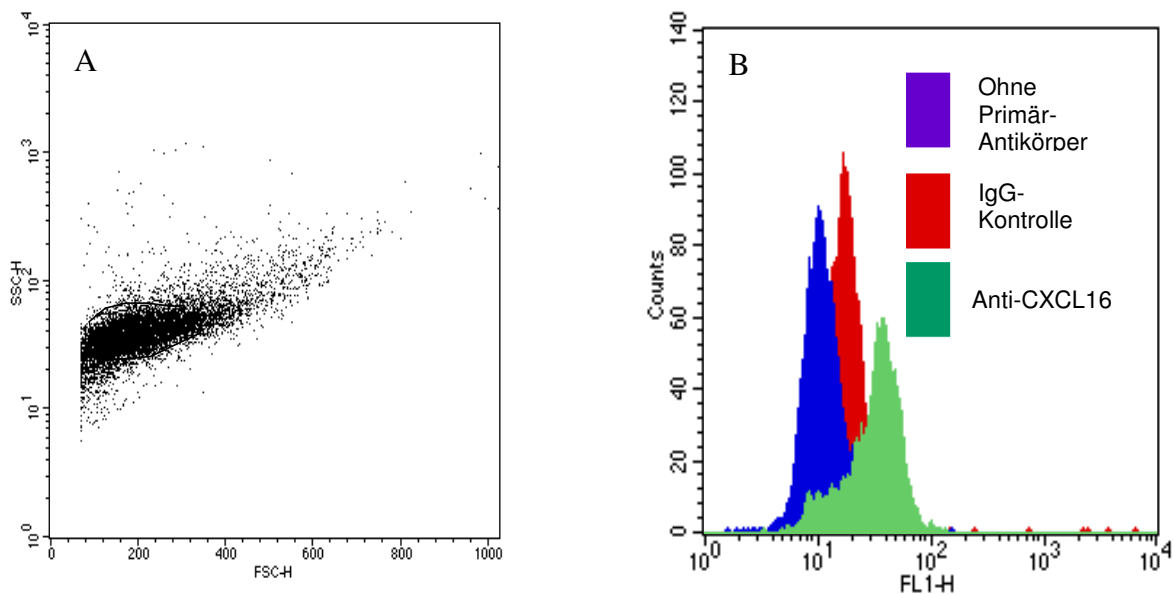 A
10^4
10^3
10^2
10^1
10^0
SSC-H
0 200 400 600 800 1000
FSC-H
B
140
120
100
80
60
40
20
0
Counts
10^0 10^1 10^2 10^3 10^4
FL1-H
Ohne
Primär-
Antikörper
IgG-
Kontrolle
Anti-CXCL16